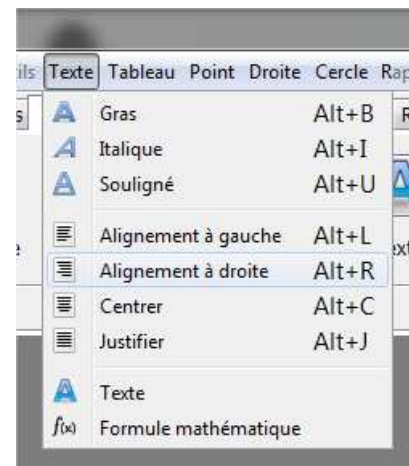 ils Texte Tableau Point Droite Cercle Rap
Gras Alt+B
Italique Alt+I
Souligné Alt+U
Alignement à gauche Alt+L
Alignement à droite Alt+R
Centrer Alt+C
Justifier Alt+J
Texte
Formule mathématique